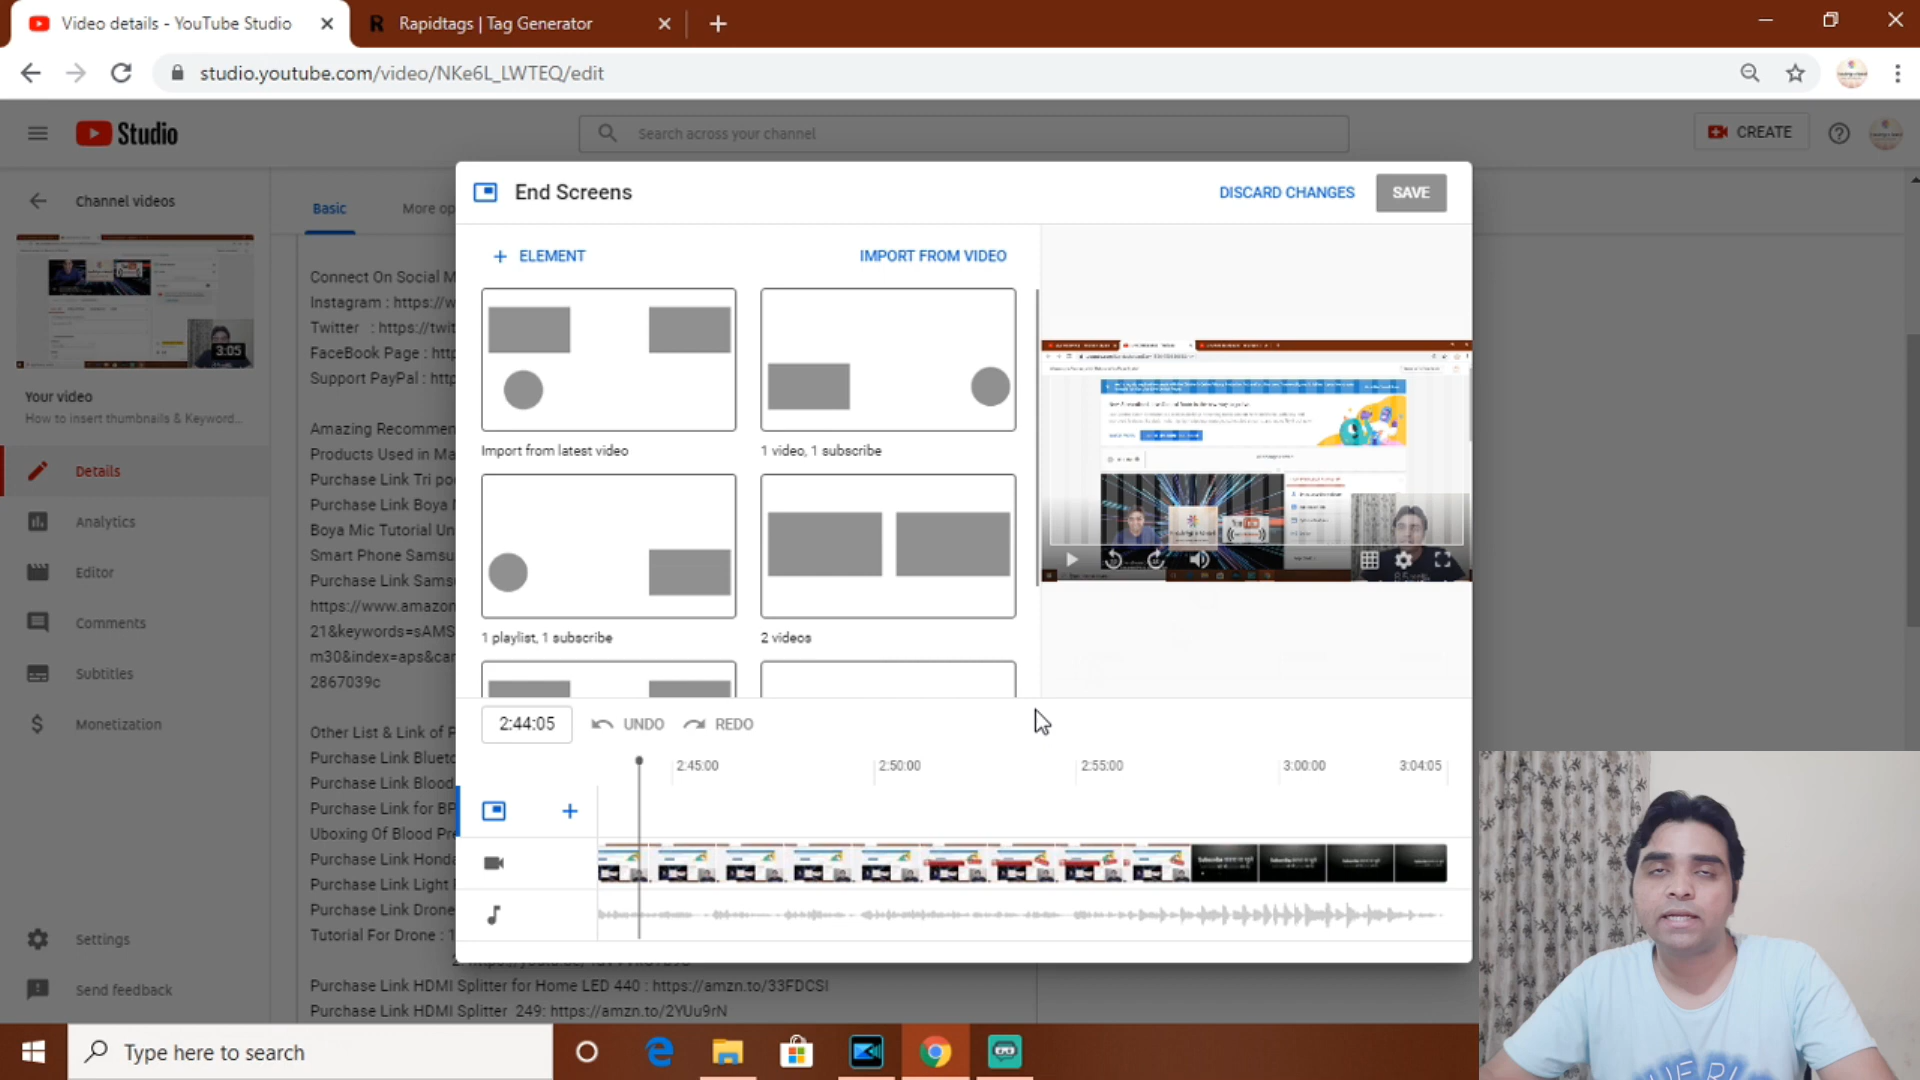 Video details - YouTube Studio
Rapidtags | Tag Generator
studio.youtube.com/video/NKe6L_LWTEQ/edit
Studio
Search across your channel
CREATE
Channel videos
3:05
Your video
How to insert thumbnails & Keyword...
Details
Analytics
Editor
Comments
Subtitles
Monetization
Settings
Send feedback
Basic
More op
Connect On Social M
Instagram : https://w
Twitter : https://twit
FaceBook Page : http
Support PayPal : http
Amazing Recommen
Products Used in Ma
Purchase Link Tri po
Purchase Link Boya M
Boya Mic Tutorial Un
Smart Phone Samsu
Purchase Link Sams
https://www.amazon
21&keywords=sAMS
m30&index=aps&car
2867039c
Other List & Link of P
Purchase Link Bluet
Purchase Link Blood
Purchase Link for BP
Uboxing Of Blood Pre
Purchase Link Honda
Purchase Link Light
Purchase Link Drone
Tutorial For Drone : 1
Purchase Link HDMI Splitter for Home LED 440 : https://amzn.to/33FDCSI
Purchase Link HDMI Splitter 249: https://amzn.to/2YUu9rN
End Screens
DISCARD CHANGES
SAVE
+ ELEMENT
IMPORT FROM VIDEO
Import from latest video
1 video, 1 subscribe
1 playlist, 1 subscribe
2 videos
2:44:05
UNDO
REDO
2:45:00
2:50:00
2:55:00
3:00:00
3:04:05
Type here to search